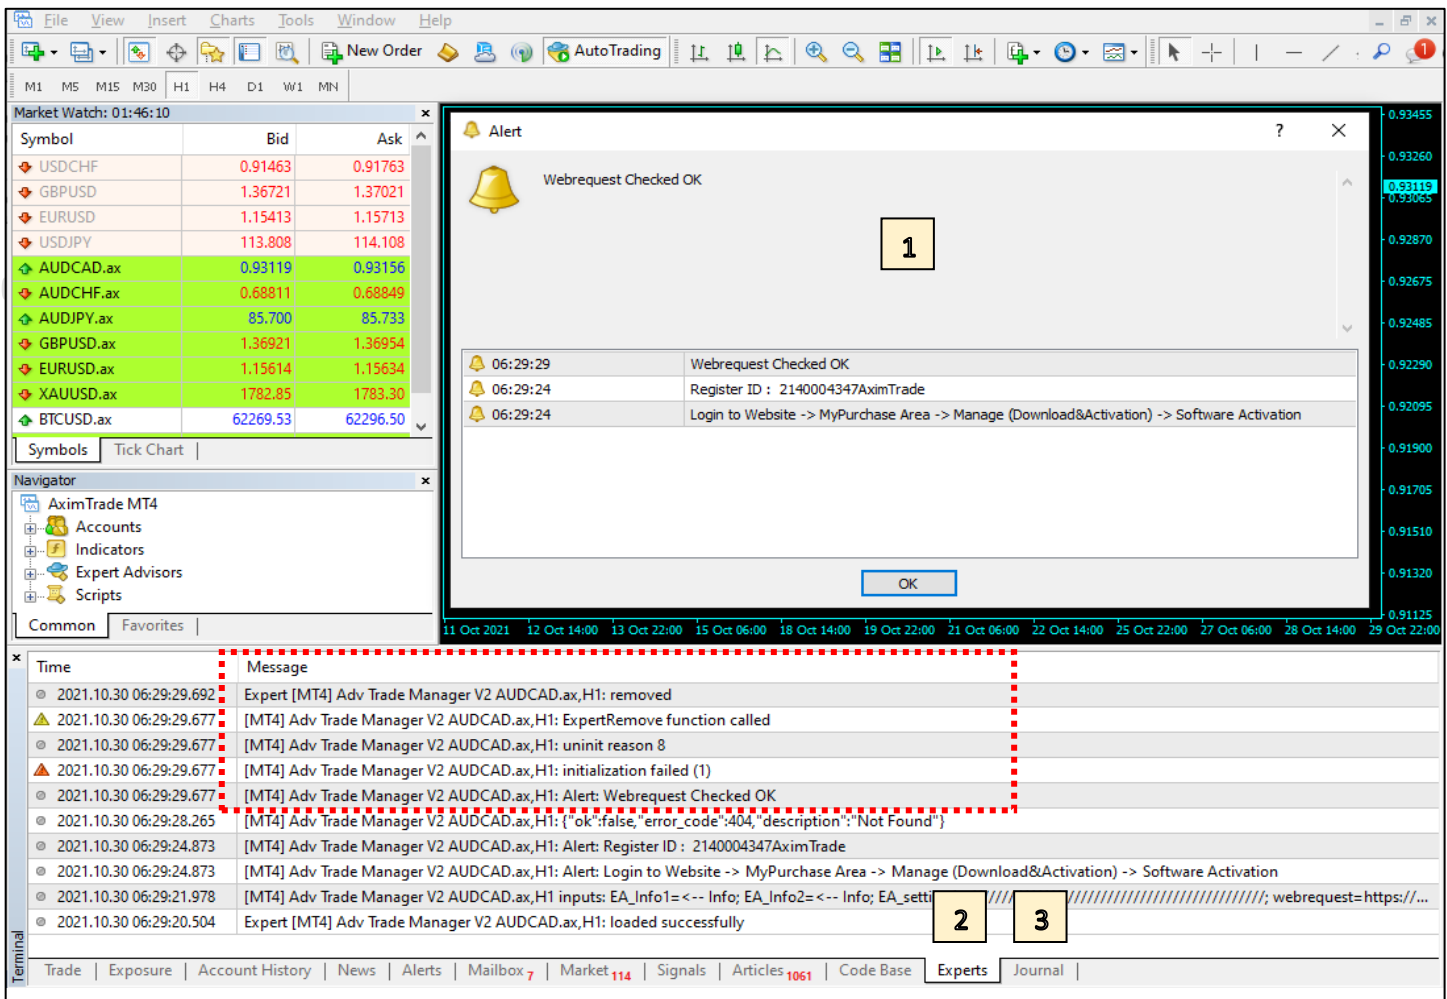 File View Insert Charts Tools Window Help
New Order AutoTrading 1
M1 M5 M15 M30 H1 H4 D1 W1 MN
Market Watch: 01:46:10
Symbol Bid Ask
USDCHF 0.91463 0.91763
GBPUSD 1.36721 1.37021
EURUSD 1.15413 1.15713
USDJPY 113.808 114.108
AUDCAD.ax 0.93119 0.93156
AUDCHF.ax 0.68811 0.68849
AUDJPY.ax 85.700 85.733
GBPUSD.ax 1.36921 1.36954
EURUSD.ax 1.15614 1.15634
XAUUSD.ax 1782.85 1783.30
BTCUSD.ax 62269.53 62296.50
Symbols Tick Chart
Navigator
AximTrade MT4
Accounts
Indicators
Expert Advisors
Scripts
Common Favorites
Alert ?
Webrequest Checked OK
1
06:29:29 Webrequest Checked OK
06:29:24 Register ID : 2140004347AximTrade
06:29:24 Login to Website -> MyPurchase Area -> Manage (Download&Activation) -> Software Activation
OK
0.93455
0.93260
0.93119
0.93065
0.92870
0.92675
0.92485
0.92290
0.92095
0.91900
0.91705
0.91510
0.91320
0.91125
11 Oct 2021 12 Oct 14:00 13 Oct 22:00 15 Oct 06:00 18 Oct 14:00 19 Oct 22:00 21 Oct 06:00 22 Oct 14:00 25 Oct 22:00 27 Oct 06:00 28 Oct 14:00 29 Oct 22:00
Time Message
2021.10.30 06:29:29.692 Expert [MT4] Adv Trade Manager V2 AUDCAD.ax,H1: removed
2021.10.30 06:29:29.677 [MT4] Adv Trade Manager V2 AUDCAD.ax,H1: ExpertRemove function called
2021.10.30 06:29:29.677 [MT4] Adv Trade Manager V2 AUDCAD.ax,H1: uninit reason 8
2021.10.30 06:29:29.677 [MT4] Adv Trade Manager V2 AUDCAD.ax,H1: initialization failed (1)
2021.10.30 06:29:29.677 [MT4] Adv Trade Manager V2 AUDCAD.ax,H1: Alert: Webrequest Checked OK
2021.10.30 06:29:28.265 [MT4] Adv Trade Manager V2 AUDCAD.ax,H1: {"ok":false,"error_code":404,"description":"Not Found"}
2021.10.30 06:29:24.873 [MT4] Adv Trade Manager V2 AUDCAD.ax,H1: Alert: Register ID : 2140004347AximTrade
2021.10.30 06:29:24.873 [MT4] Adv Trade Manager V2 AUDCAD.ax,H1: Alert: Login to Website -> MyPurchase Area -> Manage (Download&Activation) -> Software Activation
2021.10.30 06:29:21.978 [MT4] Adv Trade Manager V2 AUDCAD.ax,H1 inputs: EA_Info1=<-- Info; EA_Info2=<-- Info; ///////////////////////////////; webrequest=https://...
2021.10.30 06:29:20.504 Expert [MT4] Adv Trade Manager V2 AUDCAD.ax,H1: loaded successfully
2 3
Terminal
Trade Exposure Account History News Alerts Mailbox 7 Market 114 Signals Articles 1061 Code Base Experts Journal